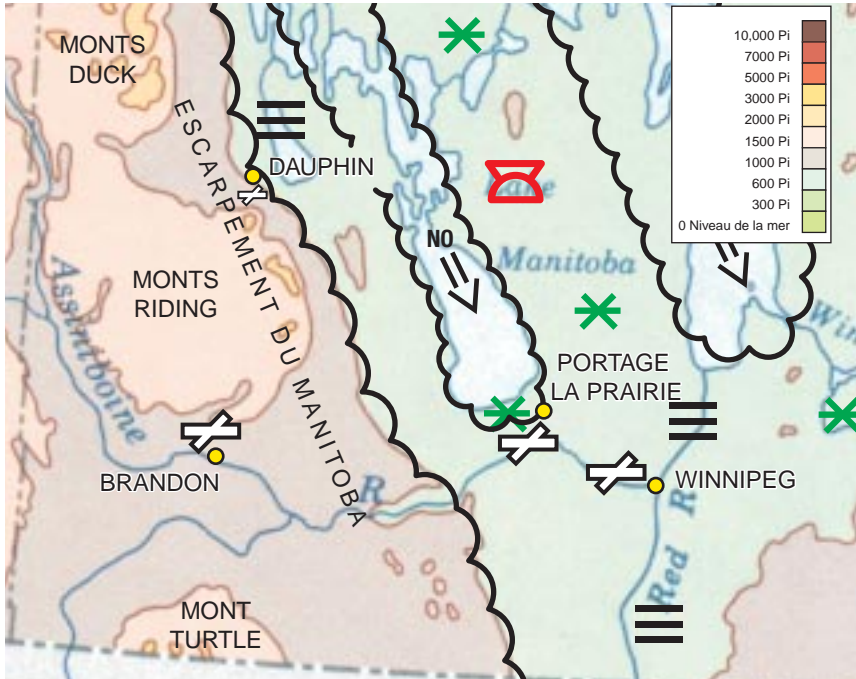 MONTS
DUCK
10,000 Pi
7000 Pi
5000 Pi
3000 Pi
2000 Pi
1500 Pi
1000 Pi
600 Pi
300 Pi
0 Niveau de la mer
ESCARPEMENT DU MANITOBA
DAUPHIN
Lake
Manitoba
NO
MONTS
RIDING
Assiniboine
R
Win
PORTAGE
LA PRAIRIE
BRANDON
WINNIPEG
Red R
MONT
TURTLE